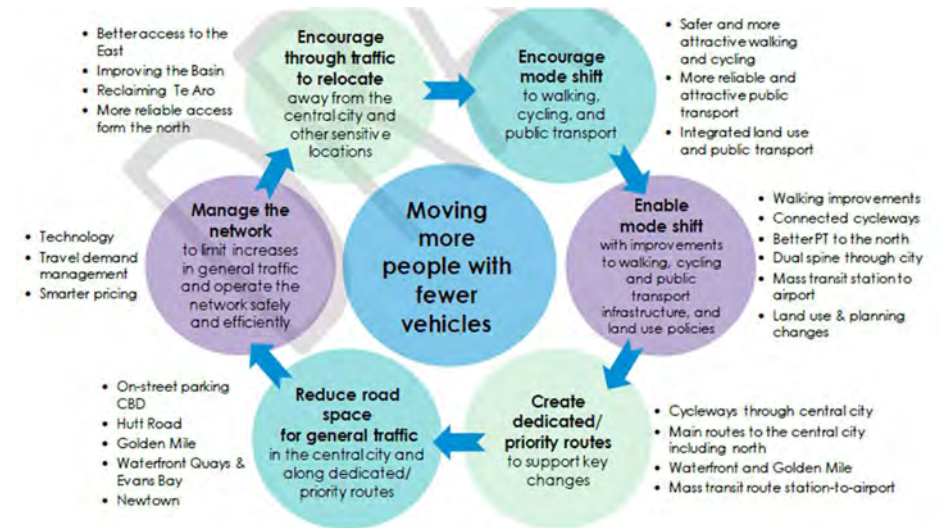 Better access to the
East
Improving the Basin
Reclaiming Te Aro
More reliable access
form the north
Encourage
through traffic
to relocate
away from the
central city and
other sensitive
locations
Encourage
mode shift
to walking,
cycling, and
public transport
Safer and more
attractive walking
and cycling
More reliable and
attractive public
transport
Integrated land use
and public transport
Technology
Travel demand
management
Smarter pricing
Manage the
network
to limit increases
in general traffic
and operate the
network safely
and efficiently
Moving
more
people with
fewer
vehicles
Enable
mode shift
with improvements
to walking, cycling
and public
transport
infrastructure, and
land use policies
Walking improvements
Connected cycleways
Better PT to the north
Dual spine through city
Mass transit station to
airport
Land use & planning
changes
On-street parking
CBD
Hutt Road
Golden Mile
Waterfront Quays &
Evans Bay
Newtown
Reduce road
space
for general traffic
in the central city and
along dedicated/
priority routes
Create
dedicated/
priority routes
to support key
changes
Cycleways through central city
Main routes to the central city
including north
Waterfront and Golden Mile
Mass transit route station-to-airport